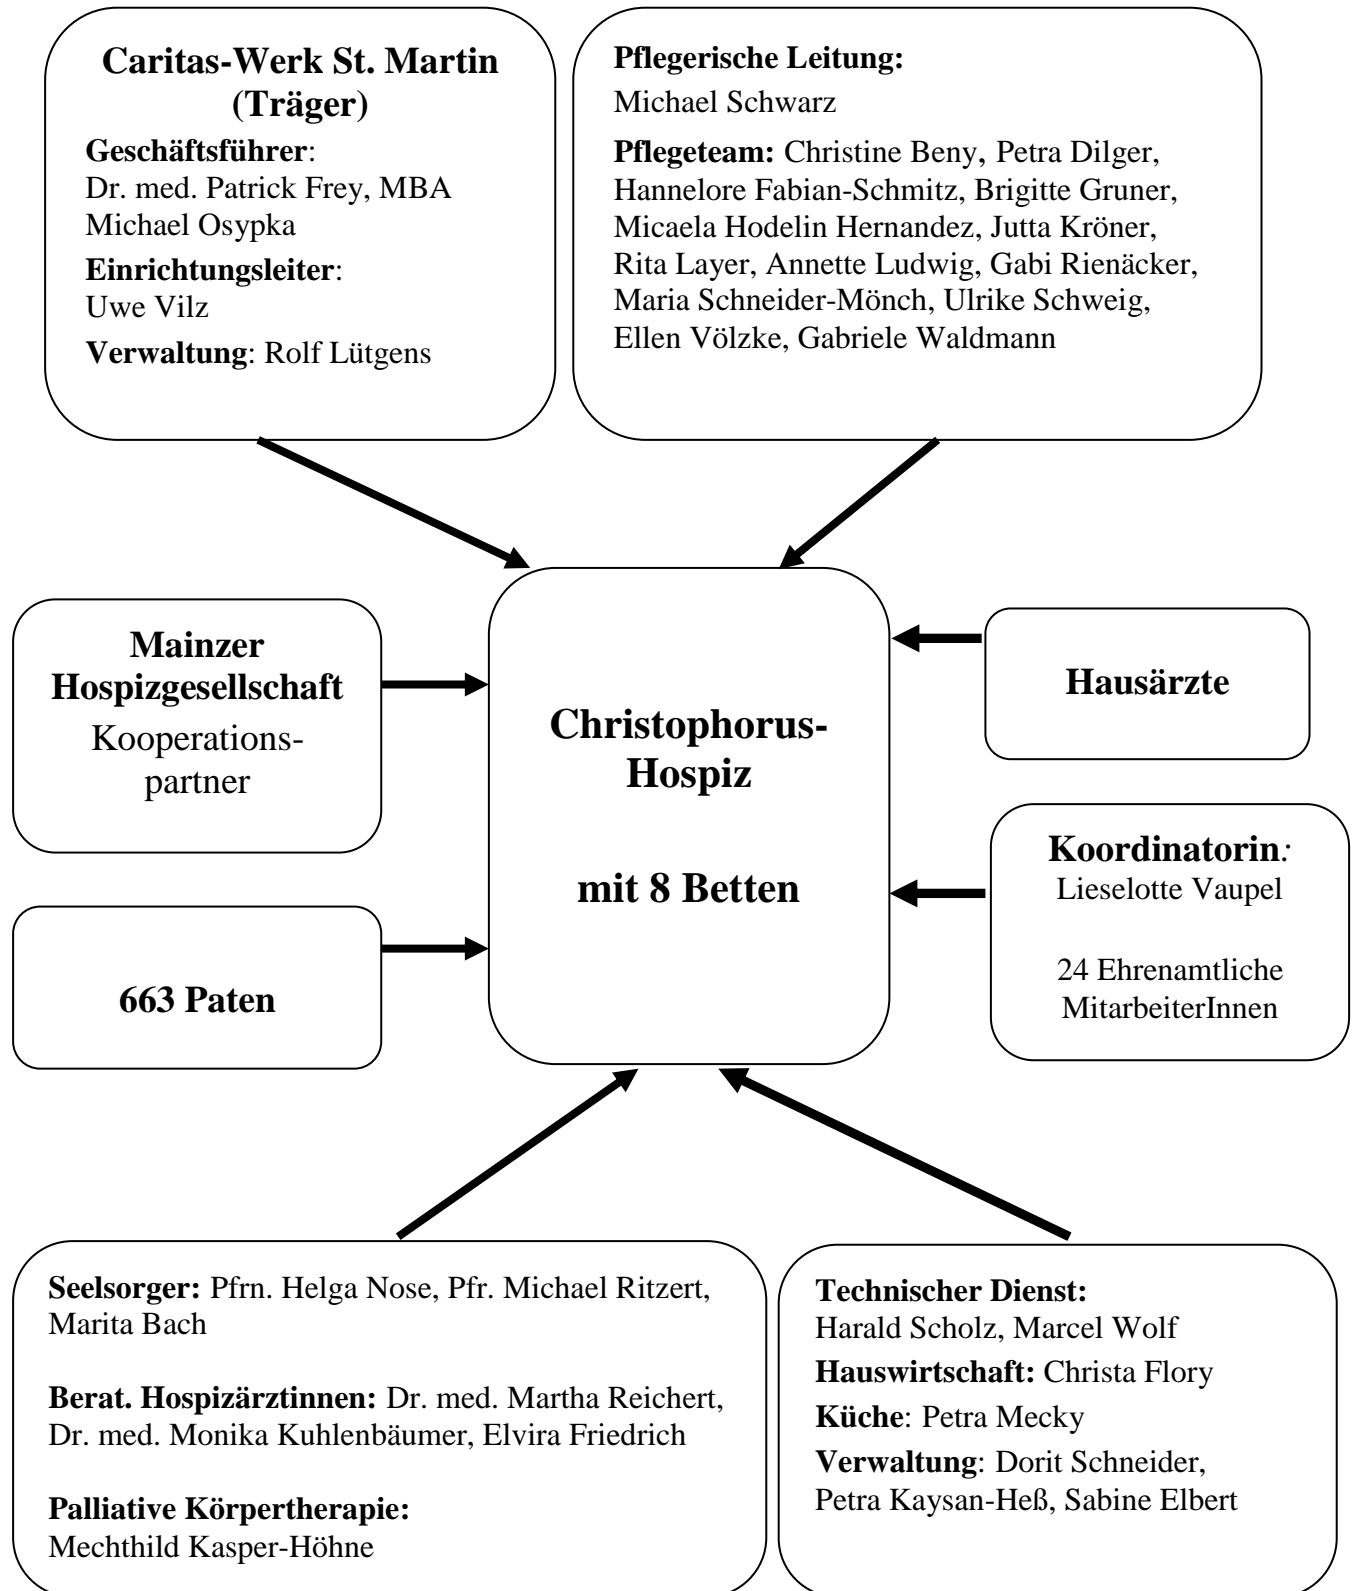 Caritas-Werk St. Martin
(Träger)
Geschäftsführer:
Dr. med. Patrick Frey, MBA
Michael Osypka
Einrichtungsleiter:
Uwe Vilz
Verwaltung: Rolf Lütgens
Pflegerische Leitung:
Michael Schwarz
Pflegeteam: Christine Beny, Petra Dilger,
Hannelore Fabian-Schmitz, Brigitte Gruner,
Micaela Hodelin Hernandez, Jutta Kröner,
Rita Layer, Annette Ludwig, Gabi Rienäcker,
Maria Schneider-Mönch, Ulrike Schweig,
Ellen Völzke, Gabriele Waldmann
Mainzer
Hospizgesellschaft
Kooperations-
partner
Christophorus-
Hospiz
mit 8 Betten
Hausärzte
Koordinatorin:
Lieselotte Vaupel
24 Ehrenamtliche
MitarbeiterInnen
663 Paten
Seelsorger: Pfrn. Helga Nose, Pfr. Michael Ritzert,
Marita Bach
Berat. Hospizärztinnen: Dr. med. Martha Reichert,
Dr. med. Monika Kuhlenbäumer, Elvira Friedrich
Palliative Körpertherapie:
Mechthild Kasper-Höhne
Technischer Dienst:
Harald Scholz, Marcel Wolf
Hauswirtschaft: Christa Flory
Küche: Petra Mecky
Verwaltung: Dorit Schneider,
Petra Kaysan-Heß, Sabine Elbert